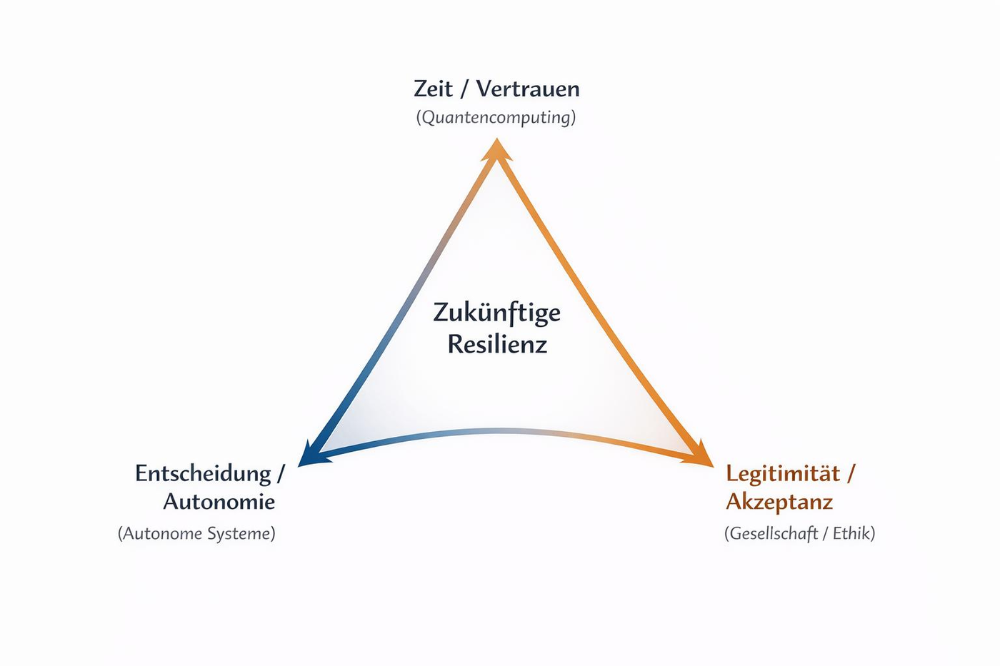 Zeit / Vertrauen
(Quantencomputing)
Zukünftige
Resilienz
Entscheidung /
Autonomie
(Autonome Systeme)
Legitimität /
Akzeptanz
(Gesellschaft / Ethik)